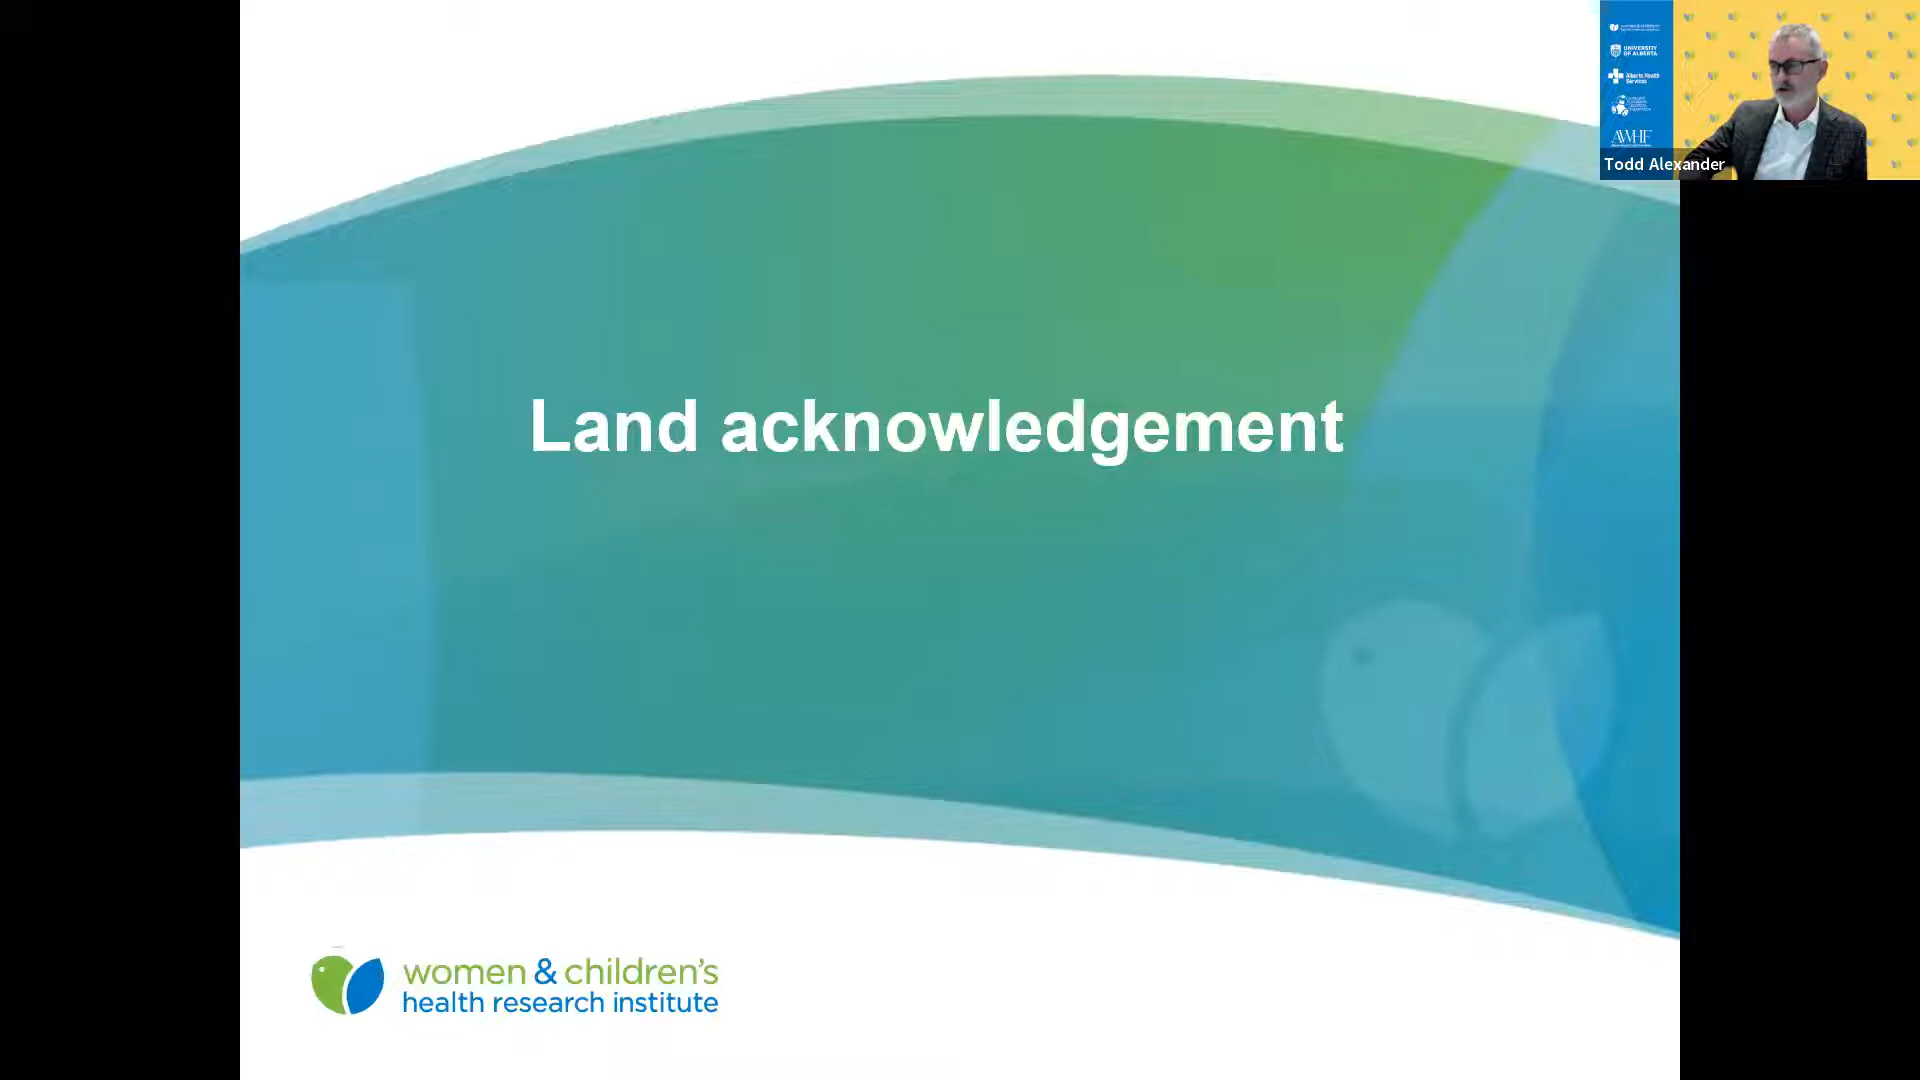 UNIVERSITY
OF ALBERTA
Alberta Health
Services
AWHF
Todd Alexander
Land acknowledgement
women & children's
health research institute